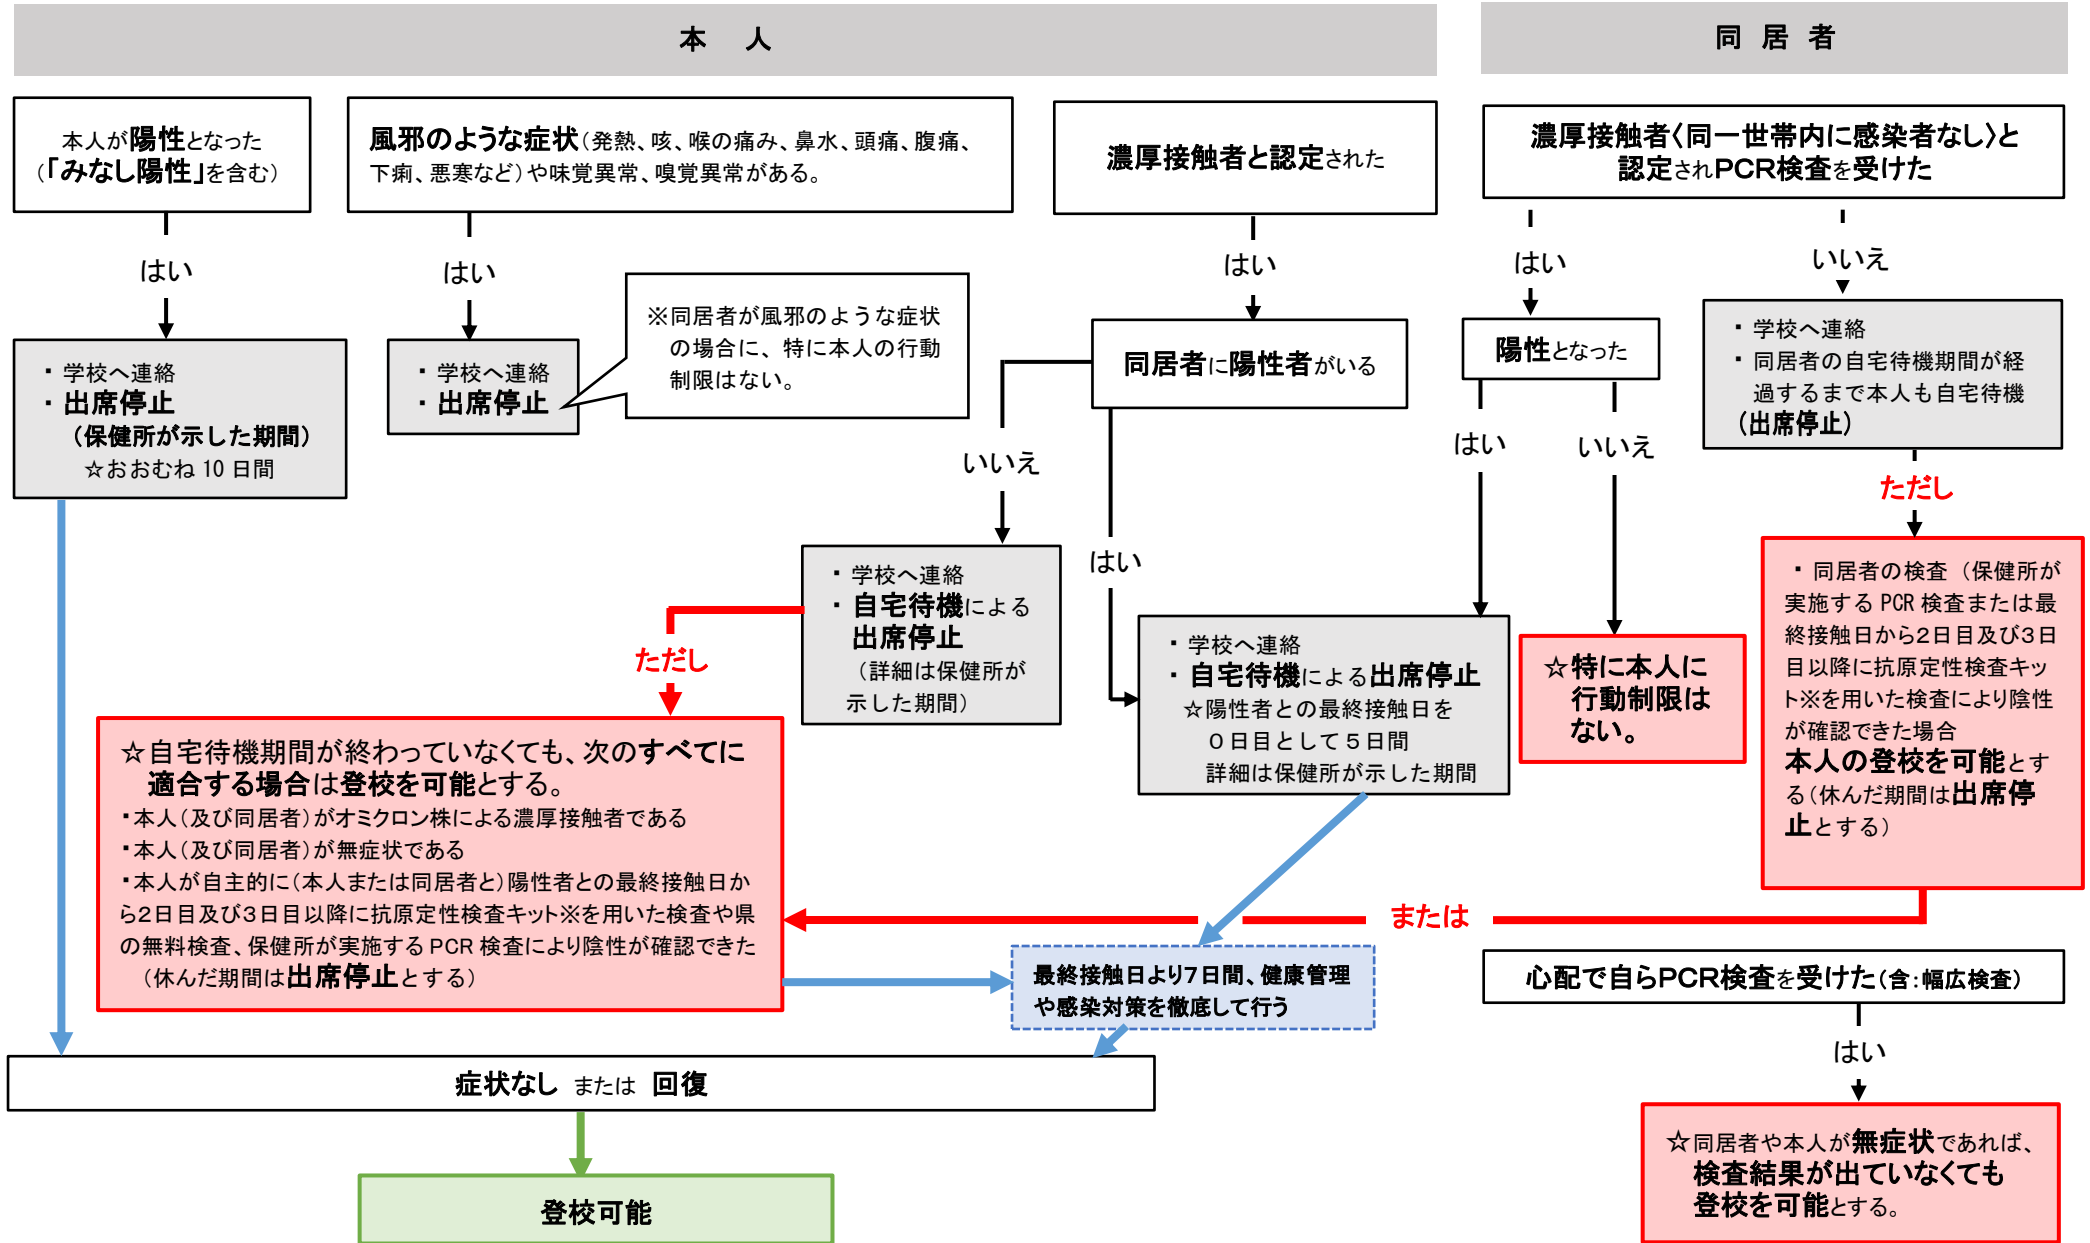 本 人
同 居 者
本人が陽性となった
(「みなし陽性」を含む)
風邪のような症状(発熱、咳、喉の痛み、鼻水、頭痛、腹痛、
下痢、悪寒など)や味覚異常、嗅覚異常がある。
濃厚接触者と認定された
濃厚接触者〈同一世帯内に感染者なし〉と
認定されPCR検査を受けた
はい
はい
はい
はい
いいえ
・学校へ連絡
・出席停止
(保健所が示した期間)
☆おおむね 10 日間
・学校へ連絡
・出席停止
※同居者が風邪のような症状
の場合に、特に本人の行動
制限はない。
同居者に陽性者がいる
陽性となった
・学校へ連絡
・同居者の自宅待機期間が経
過するまで本人も自宅待機
(出席停止)
いいえ
はい
はい
いいえ
ただし
・学校へ連絡
・自宅待機による
出席停止
(詳細は保健所が
示した期間)
ただし
・学校へ連絡
・自宅待機による出席停止
☆陽性者との最終接触日を
0日目として5日間
詳細は保健所が示した期間
☆特に本人に
行動制限は
ない。
・同居者の検査(保健所が
実施する PCR 検査または最
終接触日から2日目及び3日
目以降に抗原定性検査キッ
ト※を用いた検査により陰性
が確認できた場合
本人の登校を可能とす
る(休んだ期間は出席停
止とする)
☆自宅待機期間が終わっていなくても、次のすべてに
適合する場合は登校を可能とする。
・本人(及び同居者)がオミクロン株による濃厚接触者である
・本人(及び同居者)が無症状である
・本人が自主的に(本人または同居者と)陽性者との最終接触日か
ら2日目及び3日目以降に抗原定性検査キット※を用いた検査や県
の無料検査、保健所が実施する PCR 検査により陰性が確認できた
(休んだ期間は出席停止とする)
または
最終接触日より7日間、健康管理
や感染対策を徹底して行う
心配で自らPCR検査を受けた(含:幅広検査)
はい
☆同居者や本人が無症状であれば、
検査結果が出ていなくても
登校を可能とする。
症状なし または 回復
登校可能